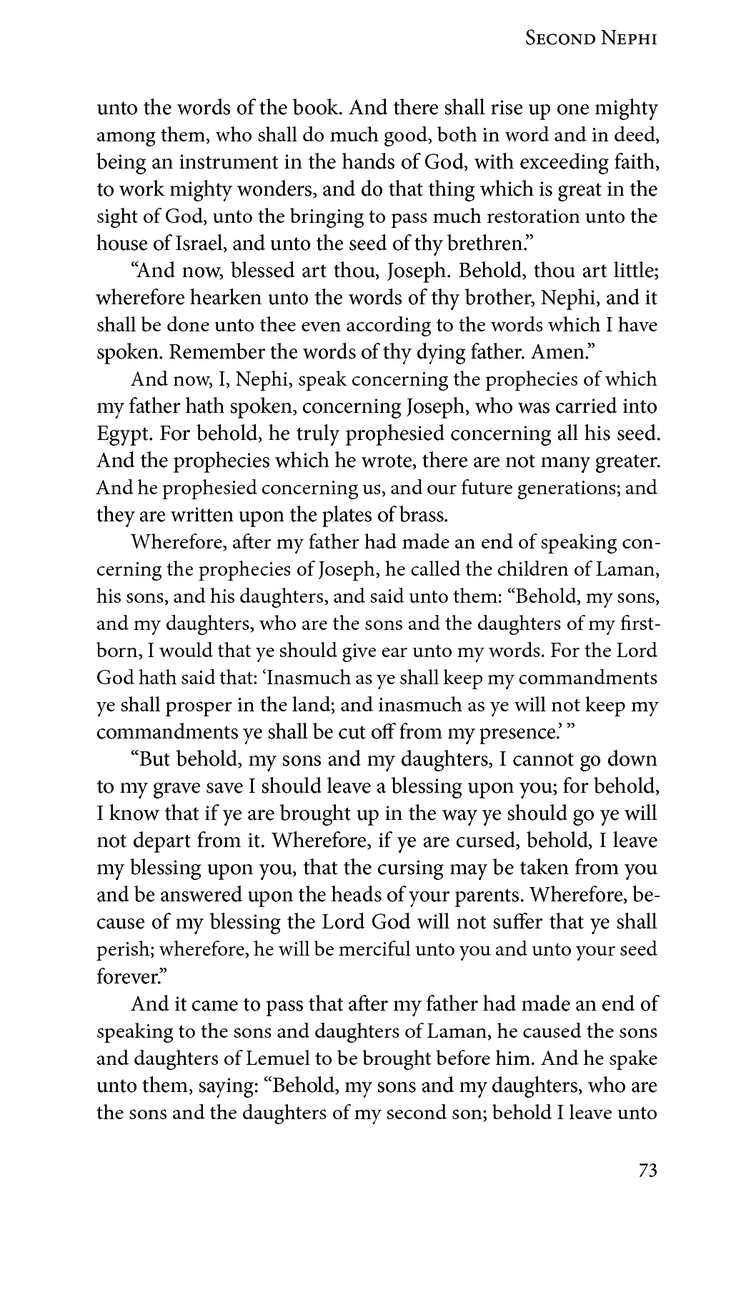 Second Nephi
unto the words of the book. And there shall rise up one mighty
among them, who shall do much good, both in word and in deed,
being an instrument in the hands of God, with exceeding faith,
to work mighty wonders, and do that thing which is great in the
sight of God, unto the bringing to pass much restoration unto the
house of Israel, and unto the seed of thy brethren.”
“And now, blessed art thou, Joseph. Behold, thou art little;
wherefore hearken unto the words of thy brother, Nephi, and it
shall be done unto thee even according to the words which I have
spoken. Remember the words of thy dying father. Amen.”
And now, I, Nephi, speak concerning the prophecies of which
my father hath spoken, concerning Joseph, who was carried into
Egypt. For behold, he truly prophesied concerning all his seed.
And the prophecies which he wrote, there are not many greater.
And he prophesied concerning us, and our future generations; and
they are written upon the plates of brass.
Wherefore, after my father had made an end of speaking con-
cerning the prophecies of Joseph, he called the children of Laman,
his sons, and his daughters, and said unto them: “Behold, my sons,
and my daughters, who are the sons and the daughters of my first-
born, I would that ye should give ear unto my words. For the Lord
God hath said that: ‘Inasmuch as ye shall keep my commandments
ye shall prosper in the land; and inasmuch as ye will not keep my
commandments ye shall be cut off from my presence.’ ”
“But behold, my sons and my daughters, I cannot go down
to my grave save I should leave a blessing upon you; for behold,
I know that if ye are brought up in the way ye should go ye will
not depart from it. Wherefore, if ye are cursed, behold, I leave
my blessing upon you, that the cursing may be taken from you
and be answered upon the heads of your parents. Wherefore, be-
cause of my blessing the Lord God will not suffer that ye shall
perish; wherefore, he will be merciful unto you and unto your seed
forever.”
And it came to pass that after my father had made an end of
speaking to the sons and daughters of Laman, he caused the sons
and daughters of Lemuel to be brought before him. And he spake
unto them, saying: “Behold, my sons and my daughters, who are
the sons and the daughters of my second son; behold I leave unto
73